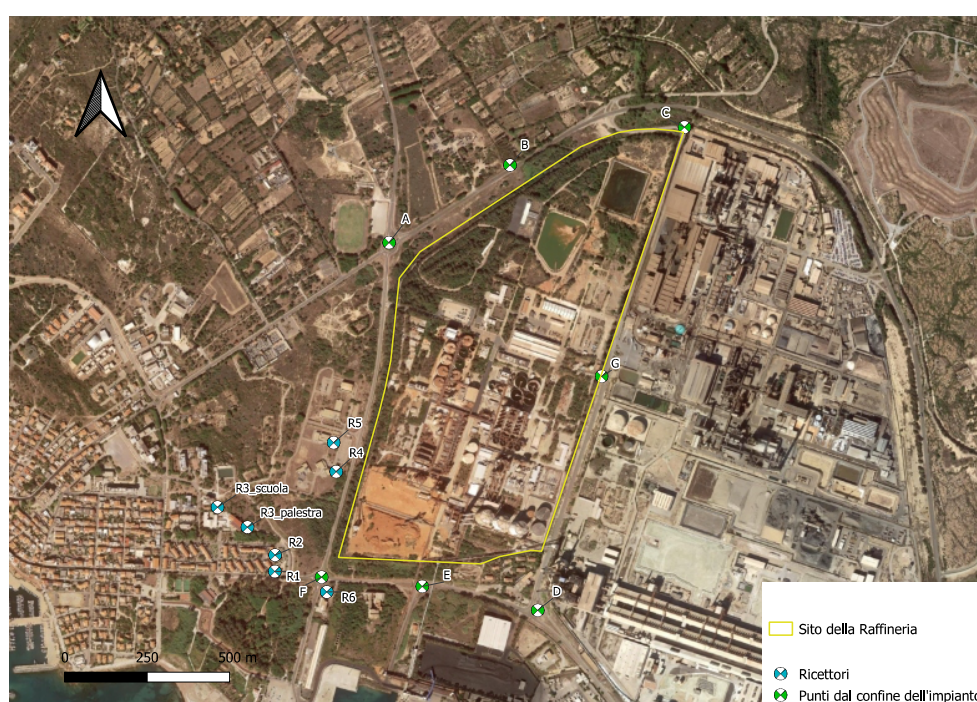 C
B
A
G
R5
R4
R3_scuola
R3_palestra
R2
R1
E
F
R6
D
0 250 500 m
Sito della Raffineria
Ricettori
Punti dal confine dell'impianto